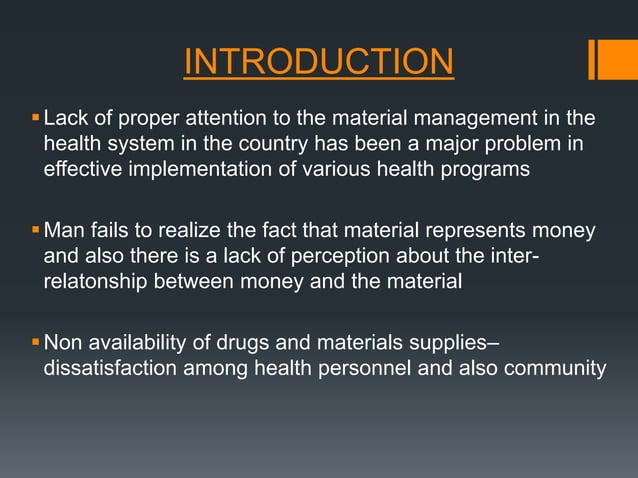 INTRODUCTION
▪Lack of proper attention to the material management in the
health system in the country has been a major problem in
effective implementation of various health programs
▪Man fails to realize the fact that material represents money
and also there is a lack of perception about the inter-
relatonship between money and the material
▪Non availability of drugs and materials supplies–
dissatisfaction among health personnel and also community